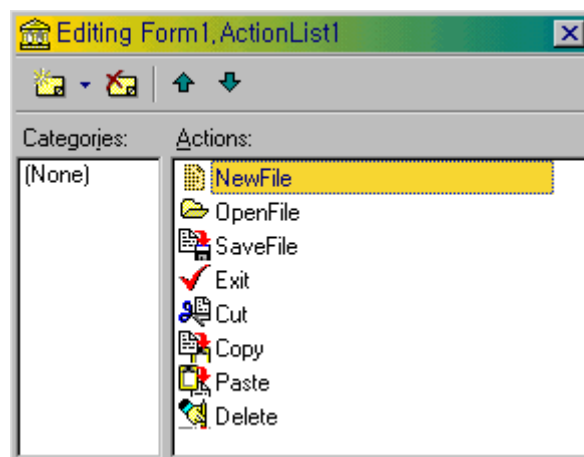 Editing Form1.ActionList1
Categories:
Actions:
(None)
NewFile
OpenFile
SaveFile
Exit
Cut
Copy
Paste
Delete